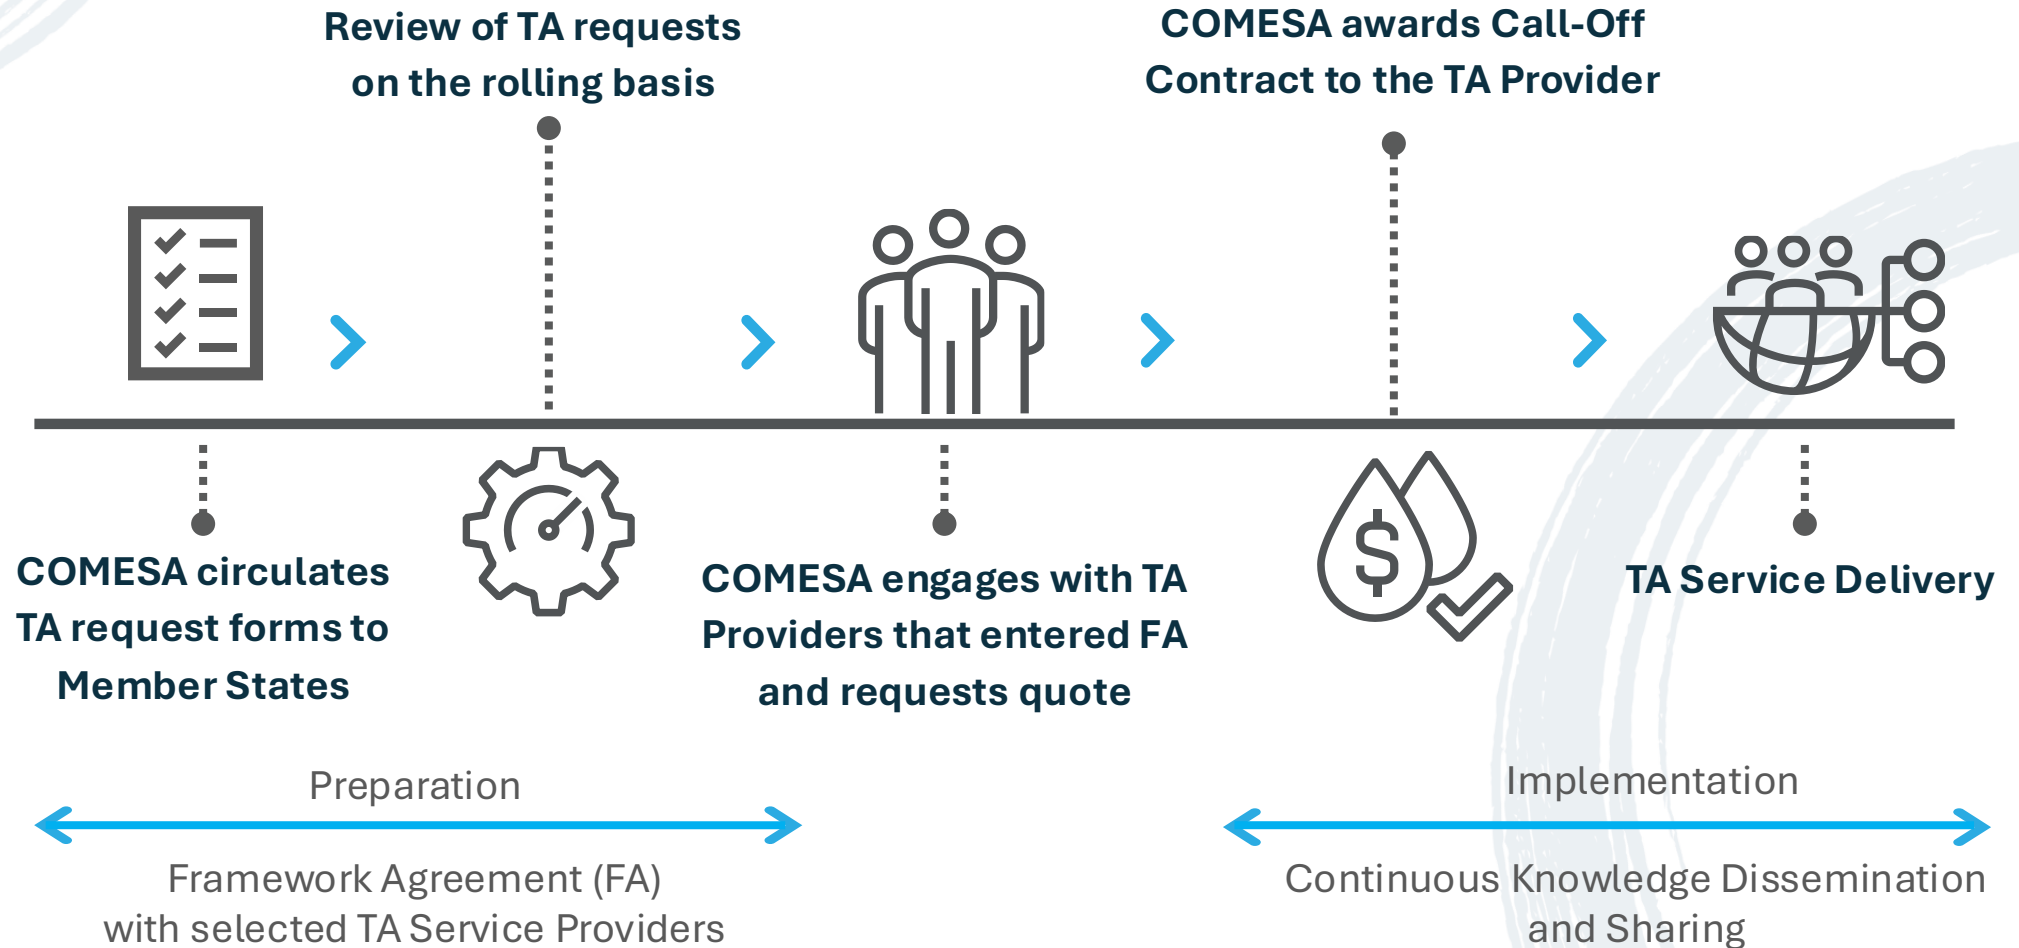 Review of TA requests
on the rolling basis
COMESA awards Call-Off
Contract to the TA Provider
$
COMESA circulates
TA request forms to
Member States
COMESA engages with TA
Providers that entered FA
and requests quote
TA Service Delivery
Preparation
Framework Agreement (FA)
with selected TA Service Providers
Implementation
Continuous Knowledge Dissemination
and Sharing